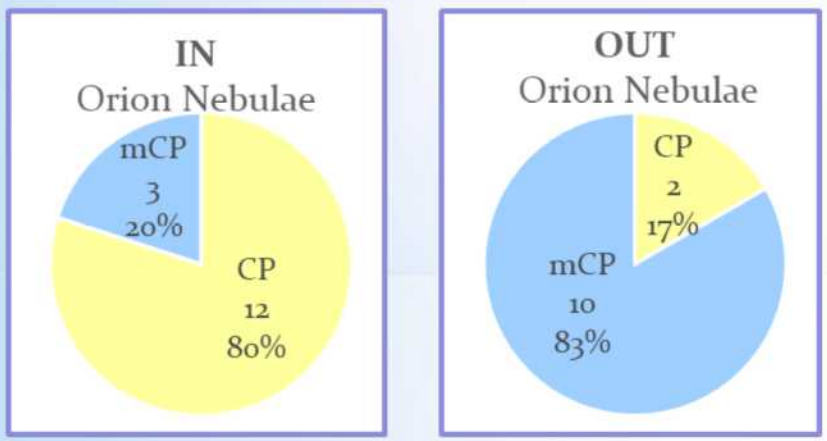 IN
Orion Nebulae
mCP
3
20%
CP
12
80%
OUT
Orion Nebulae
CP
2
17%
mCP
10
83%